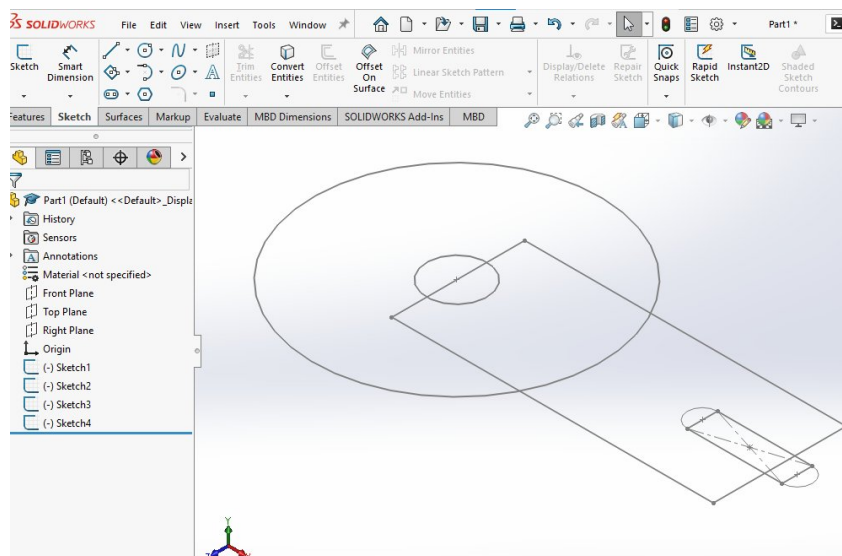 SOLIDWORKS File Edit View Insert Tools Window Part1 *
Sketch Smart Dimension Trim Entities Convert Entities Offset Entities Offset On Surface Mirror Entities Linear Sketch Pattern Move Entities Display/Delete Relations Repair Sketch Quick Snaps Rapid Sketch Instant2D Shaded Sketch Contours
Features Sketch Surfaces Markup Evaluate MBD Dimensions SOLIDWORKS Add-Ins MBD
Part1 (Default) <<Default>_Displa
History
Sensors
Annotations
Material <not specified>
Front Plane
Top Plane
Right Plane
Origin
(-) Sketch1
(-) Sketch2
(-) Sketch3
(-) Sketch4
Y